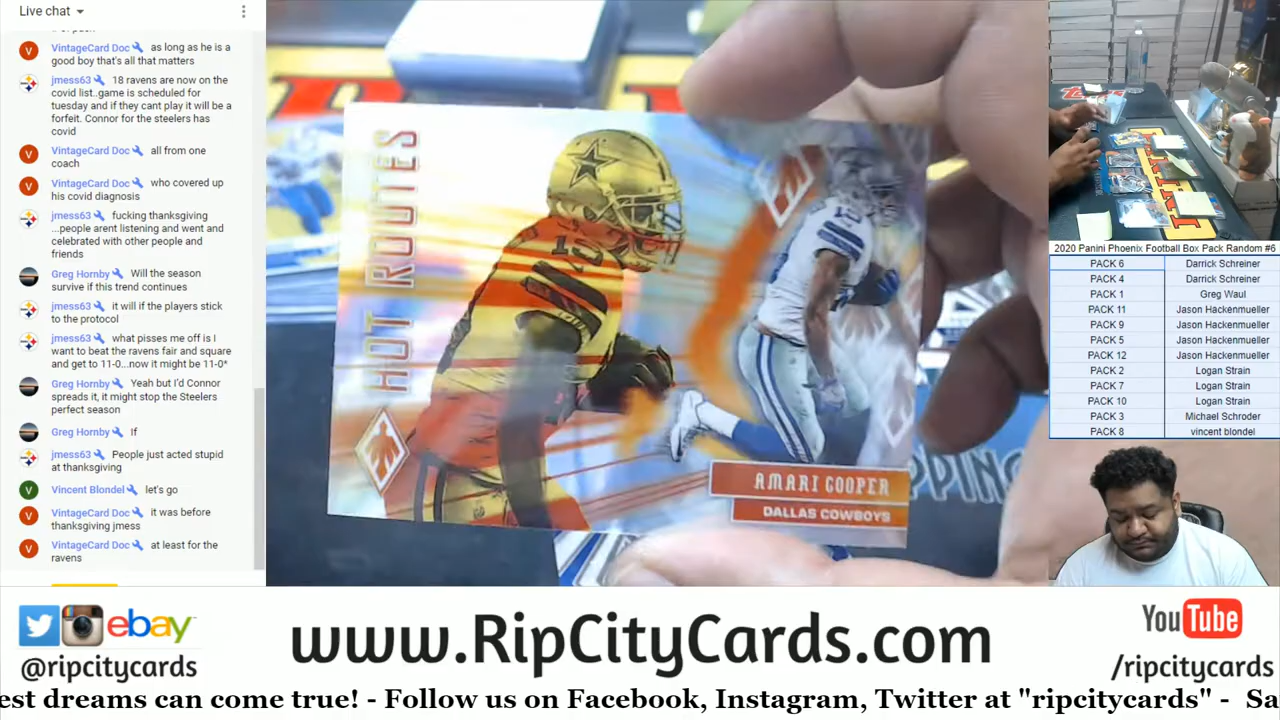 Live chat
VintageCard Doc as long as he is a
good boy that's all that matters
jmess63 18 ravens are now on the
covid list..game is scheduled for
tuesday and if they cant play it will be a
forfeit. Connor for the steelers has
covid
VintageCard Doc all from one
coach
VintageCard Doc who covered up
his covid diagnosis
jmess63 fucking thanksgiving
...people arent listening and went and
celebrated with other people and
friends
Greg Hornby Will the season
survive if this trend continues
jmess63 it will if the players stick
to the protocol
jmess63 what pisses me off is I
want to beat the ravens fair and square
and get to 11-0...now it might be 11-0*
Greg Hornby Yeah but I'd Connor
spreads it, it might stop the Steelers
perfect season
Greg Hornby If
jmess63 People just acted stupid
at thanksgiving
Vincent Blondel let's go
VintageCard Doc it was before
thanksgiving jmess
VintageCard Doc at least for the
ravens
HOT ROUTES
AMARI COOPER
DALLAS COWBOYS
2020 Panini Phoenix Football Box Pack Random #6
PACK 6 Darrick Schreiner
PACK 4 Darrick Schreiner
PACK 1 Greg Waul
PACK 11 Jason Hackenmueller
PACK 9 Jason Hackenmueller
PACK 5 Jason Hackenmueller
PACK 12 Jason Hackenmueller
PACK 2 Logan Strain
PACK 7 Logan Strain
PACK 10 Logan Strain
PACK 3 Michael Schroder
PACK 8 vincent blondel
ebay
@ripcitycards
www.RipCityCards.com
YouTube
/ripcitycards
est dreams can come true! - Follow us on Facebook, Instagram, Twitter at "ripcitycards" - Sa